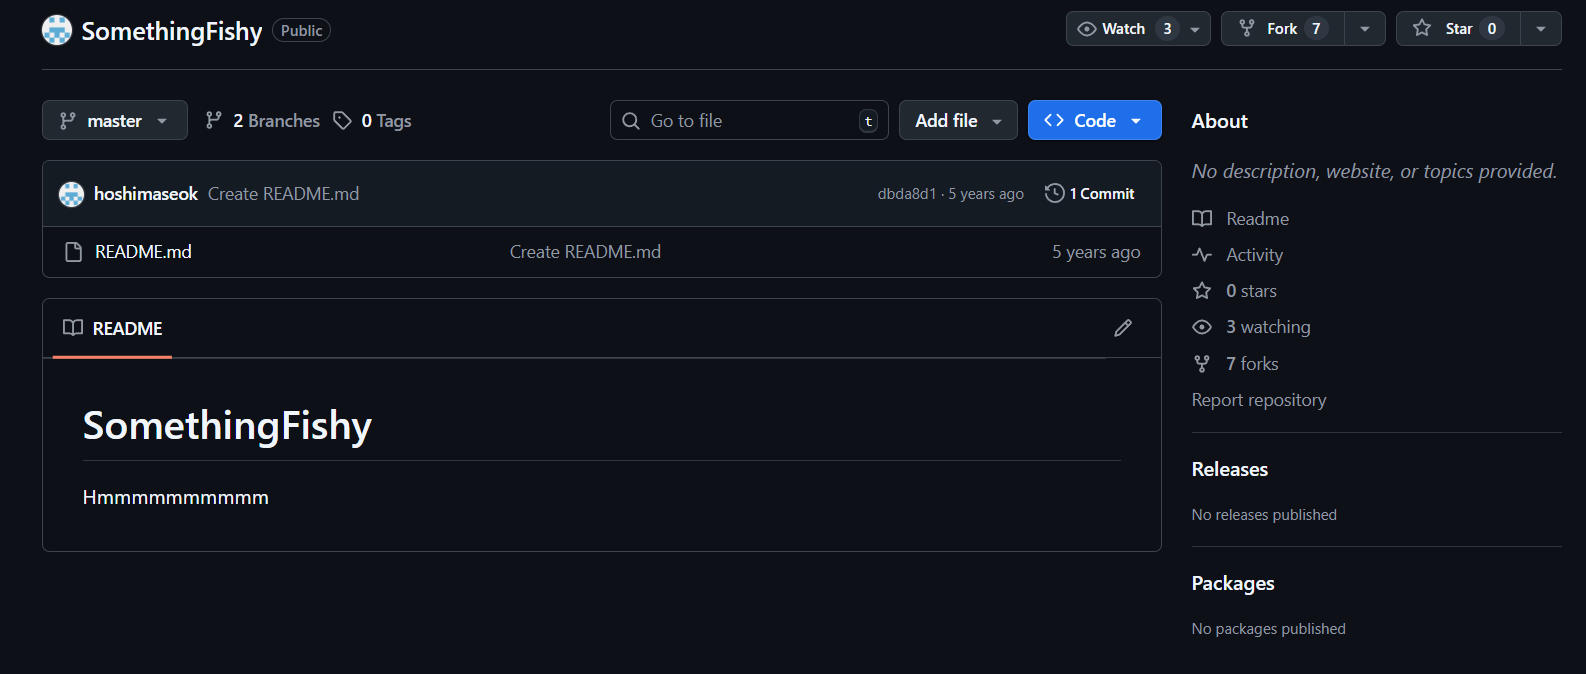 SomethingFishy Public Watch 3 Fork 7 Star 0
master 2 Branches 0 Tags Go to file t Add file Code
hoshimaseok Create README.md dbda8d1 · 5 years ago 1 Commit
README.md Create README.md 5 years ago
README
SomethingFishy
Hmmmmmmmmmm
About
No description, website, or topics provided.
Readme
Activity
0 stars
3 watching
7 forks
Report repository
Releases
No releases published
Packages
No packages published